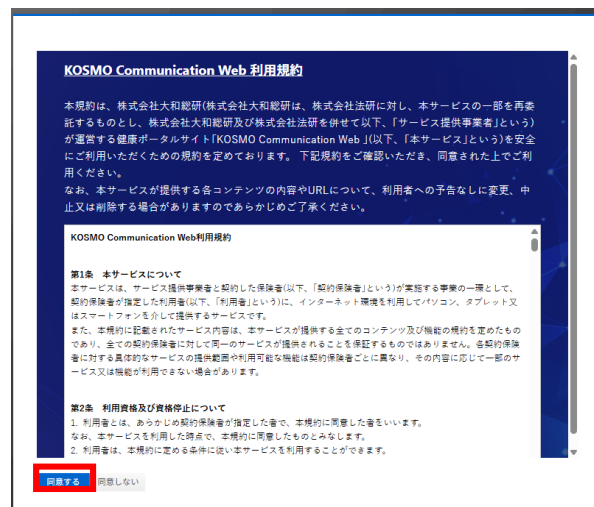 KOSMO Communication Web 利用規約
本規約は、株式会社大和総研(株式会社大和総研は、株式会社法研に対し、本サービスの一部を再委
託するものとし、株式会社大和総研及び株式会社法研を併せて以下、「サービス提供事業者」という)
が運営する健康ポータルサイト「KOSMO Communication Web 」(以下、「本サービス」という)を安全
にご利用いただくための規約を定めております。 下記規約をご確認いただき、同意された上でご利
用ください。
なお、本サービスが提供する各コンテンツの内容やURLについて、利用者への予告なしに変更、中
止又は削除する場合がありますのであらかじめご了承ください。
KOSMO Communication Web利用規約
第1条 本サービスについて
本サービスは、サービス提供事業者と契約した保険者(以下、「契約保険者」という)が実施する事業の一環として、
契約保険者が指定した利用者(以下、「利用者」という)に、インターネット環境を利用してパソコン、タブレット又
はスマートフォンを介して提供するサービスです。
また、本規約に記載されたサービス内容は、本サービスが提供する全てのコンテンツ及び機能の規約を定めたもの
であり、全ての契約保険者に対して同一のサービスが提供されることを保証するものではありません。各契約保険
者に対する具体的なサービスの提供範囲や利用可能な機能は契約保険者ごとに異なり、その内容に応じて一部のサ
ービス又は機能が利用できない場合があります。
第2条 利用資格及び資格停止について
1. 利用者とは、あらかじめ契約保険者が指定した者で、本規約に同意した者をいいます。
なお、本サービスを利用した時点で、本規約に同意したものとみなします。
2. 利用者は、本規約に定める条件に従い本サービスを利用することができます。
同意する 同意しない